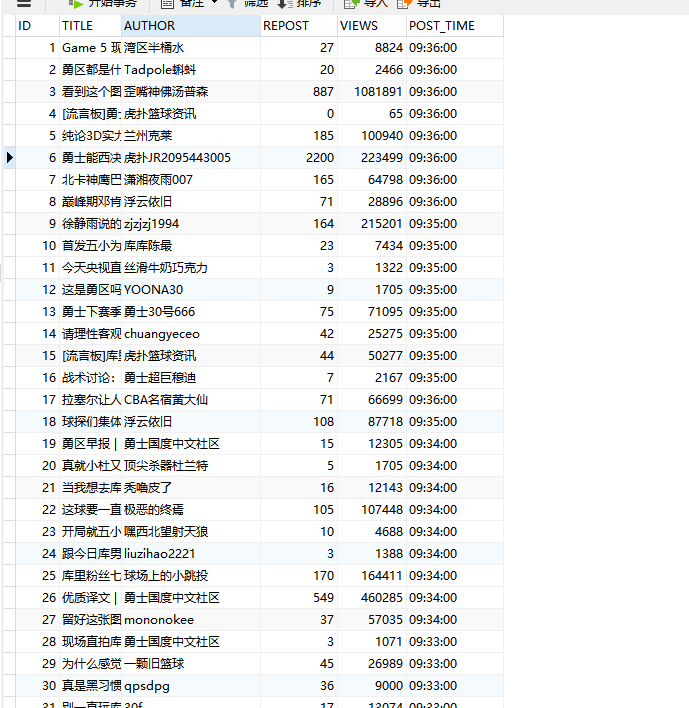 开始事务 备注 筛选 排序 导入 导出
ID TITLE AUTHOR REPOST VIEWS POST_TIME
1 Game 5 现 湾区半桶水 27 8824 09:36:00
2 勇区都是什 Tadpole蝌蚪 20 2466 09:36:00
3 看到这个图 歪嘴神佛汤普森 887 1081891 09:36:00
4 [流言板]勇士 虎扑篮球资讯 0 65 09:36:00
5 纯论3D实力 兰州克莱 185 100940 09:36:00
6 勇士能西决 虎扑JR2095443005 2200 223499 09:36:00
7 北卡神鹰巴 潇湘夜雨007 165 64798 09:36:00
8 巅峰期邓肯 浮云依旧 71 28896 09:36:00
9 徐静雨说的 zjzjzj1994 164 215201 09:35:00
10 首发五小为 库库陈最 23 7434 09:35:00
11 今天央视直 丝滑牛奶巧克力 3 1322 09:35:00
12 这是勇区吗 YOONA30 9 1705 09:35:00
13 勇士下赛季 勇士30号666 75 71095 09:35:00
14 请理性客观 chuangyeceo 42 25275 09:35:00
15 [流言板]库里 虎扑篮球资讯 44 50277 09:35:00
16 战术讨论： 勇士超巨穆迪 7 2167 09:35:00
17 拉塞尔让人 CBA名宿黄大仙 71 66699 09:36:00
18 球探们集体 浮云依旧 108 87718 09:35:00
19 勇区早报 | 勇士国度中文社区 15 12305 09:34:00
20 真就小杜又 顶尖杀器杜兰特 5 1705 09:34:00
21 当我想去库 秃噜皮了 16 12143 09:34:00
22 这球要一直 极恶的终焉 105 107448 09:34:00
23 开局就五小 嘿西北望射天狼 10 4688 09:34:00
24 跟今日库男 liuzihao2221 3 1388 09:34:00
25 库里粉丝七 球场上的小跳投 170 164411 09:34:00
26 优质译文 | 勇士国度中文社区 549 460285 09:34:00
27 留好这张图 mononokee 37 57035 09:34:00
28 现场直拍库 勇士国度中文社区 3 1071 09:33:00
29 为什么感觉 一颗旧篮球 45 26989 09:33:00
30 真是黑习惯 qpsdpg 36 9000 09:33:00
31 别一直玩库 30f 17 13074 09:33:00